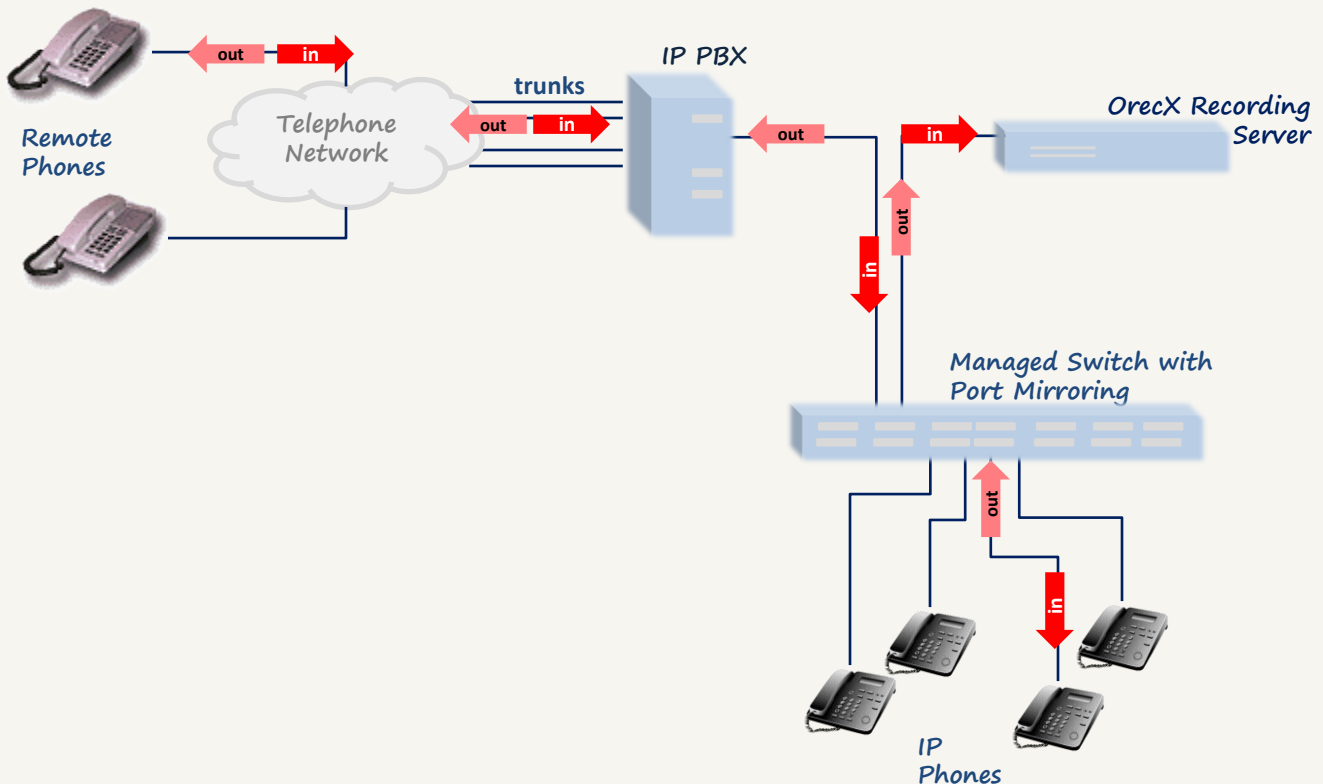 out
in
IP PBX
trunks
OrecX Recording
Server
Remote
Phones
Telephone
Network
out
in
out
in
in
out
Managed Switch with
Port Mirroring
out
in
IP
Phones